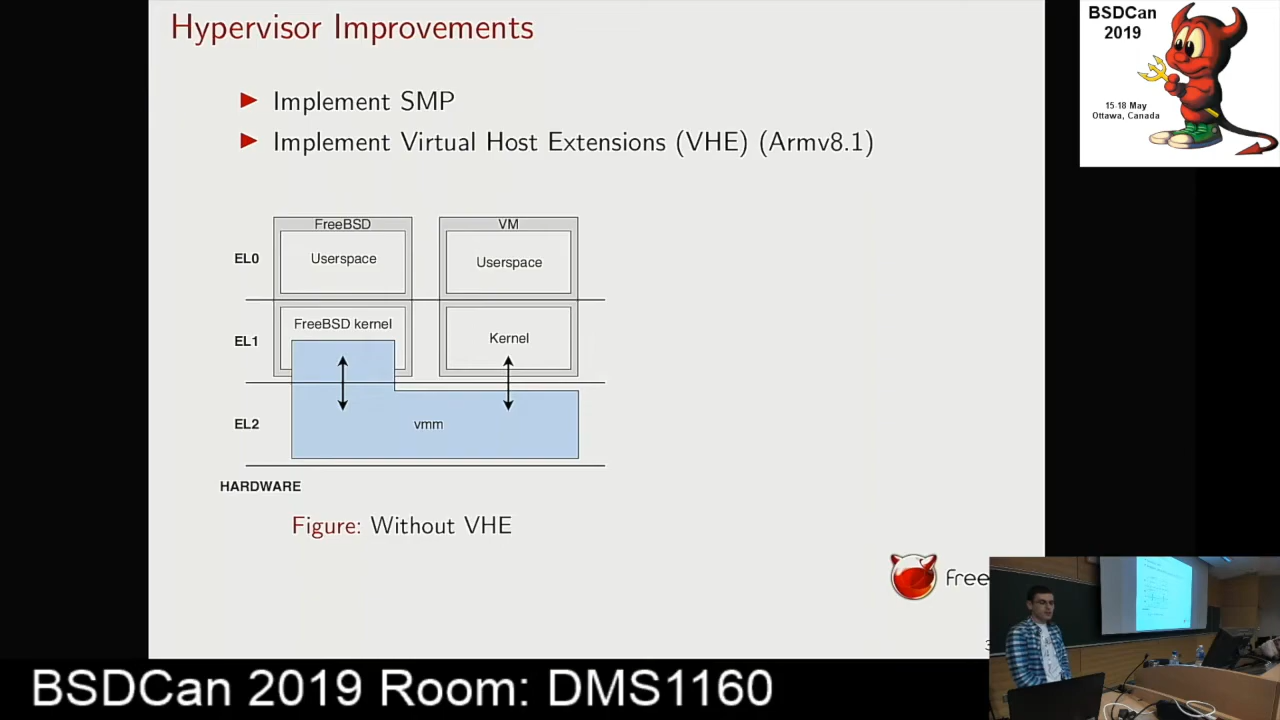 Hypervisor Improvements
Implement SMP
Implement Virtual Host Extensions (VHE) (Armv8.1)
FreeBSD
VM
EL0
Userspace
Userspace
FreeBSD kernel
EL1
Kernel
EL2
vmm
HARDWARE
Figure: Without VHE
Free
BSDCan
2019
15-18 May
Ottawa, Canada
BSDCan 2019 Room: DMS1160